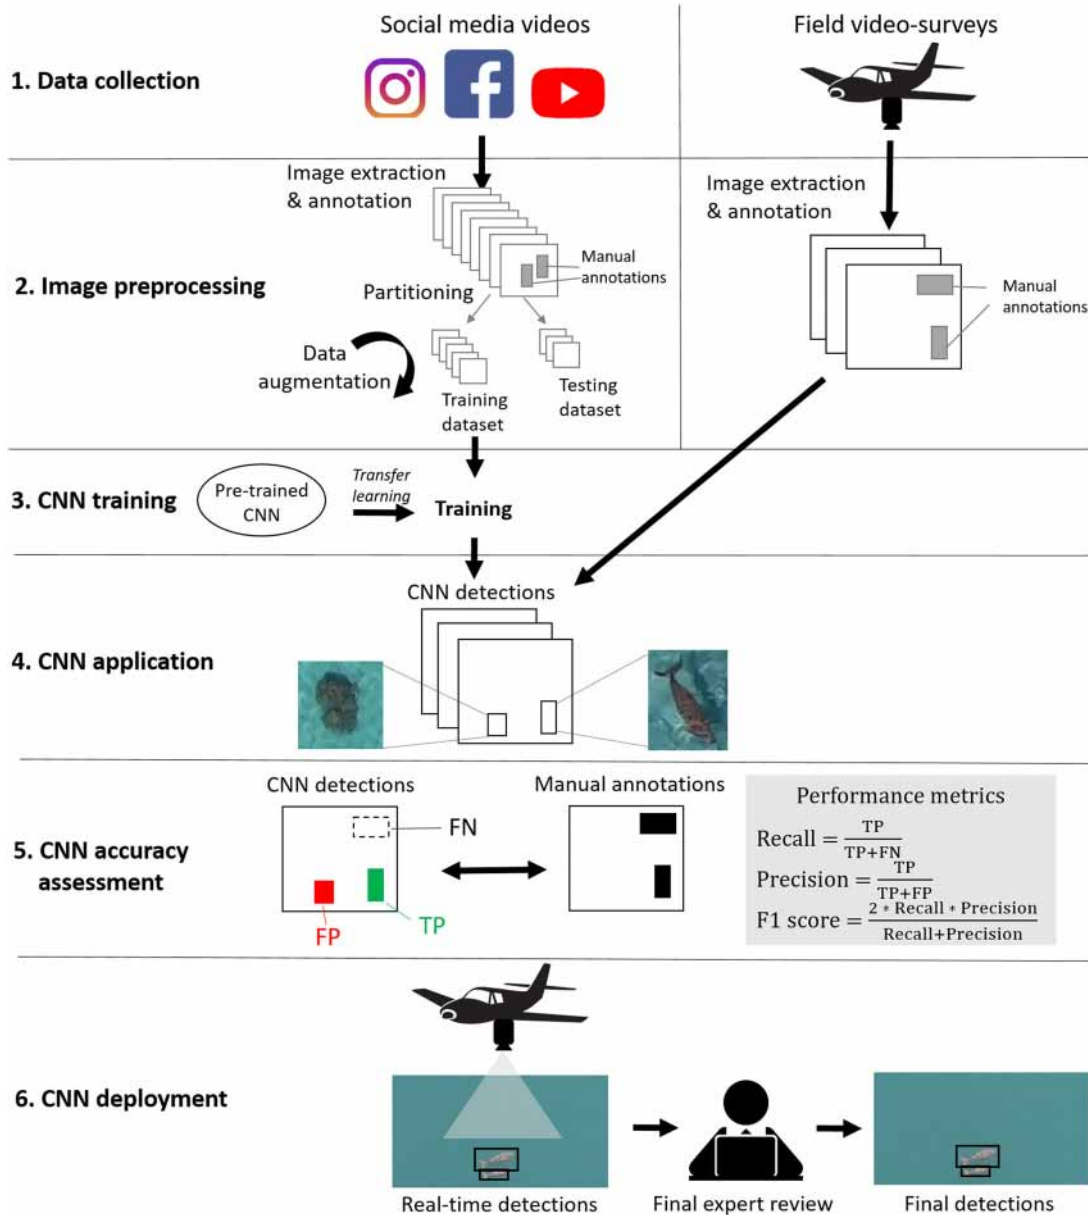 Social media videos
Field video-surveys
1. Data collection
Image extraction
& annotation
Image extraction
& annotation
Manual
annotations
2. Image preprocessing
Partitioning
Manual
annotations
Data
augmentation
Training
dataset
Testing
dataset
3. CNN training
Pre-trained
CNN
Transfer
learning
Training
CNN detections
4. CNN application
CNN detections
Manual annotations
Performance metrics
FN
Recall = TP / TP+FN
5. CNN accuracy
assessment
Precision = TP / TP+FP
F1 score = 2 * Recall * Precision / Recall+Precision
FP
TP
6. CNN deployment
Real-time detections
Final expert review
Final detections